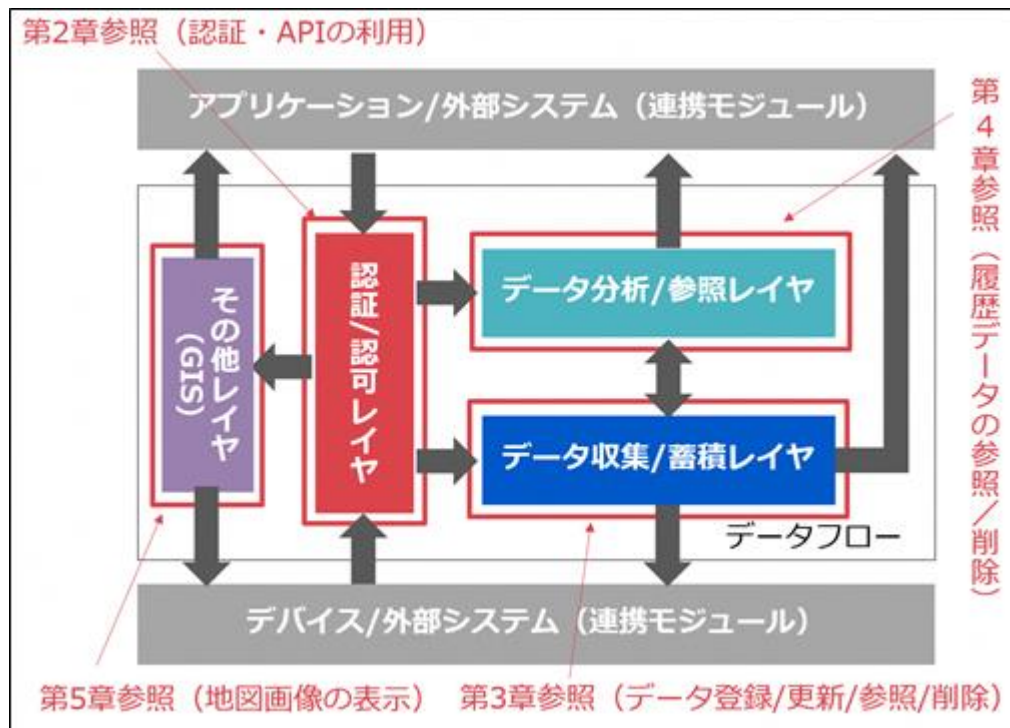 第2章参照（認証・APIの利用）
アプリケーション/外部システム（連携モジュール）
第４章参照（履歴データの参照／削除）
その他レイヤ
(GIS)
認証/認可レイヤ
データ分析/参照レイヤ
データ収集/蓄積レイヤ
データフロー
デバイス/外部システム（連携モジュール）
第5章参照（地図画像の表示）
第3章参照（データ登録/更新/参照/削除）